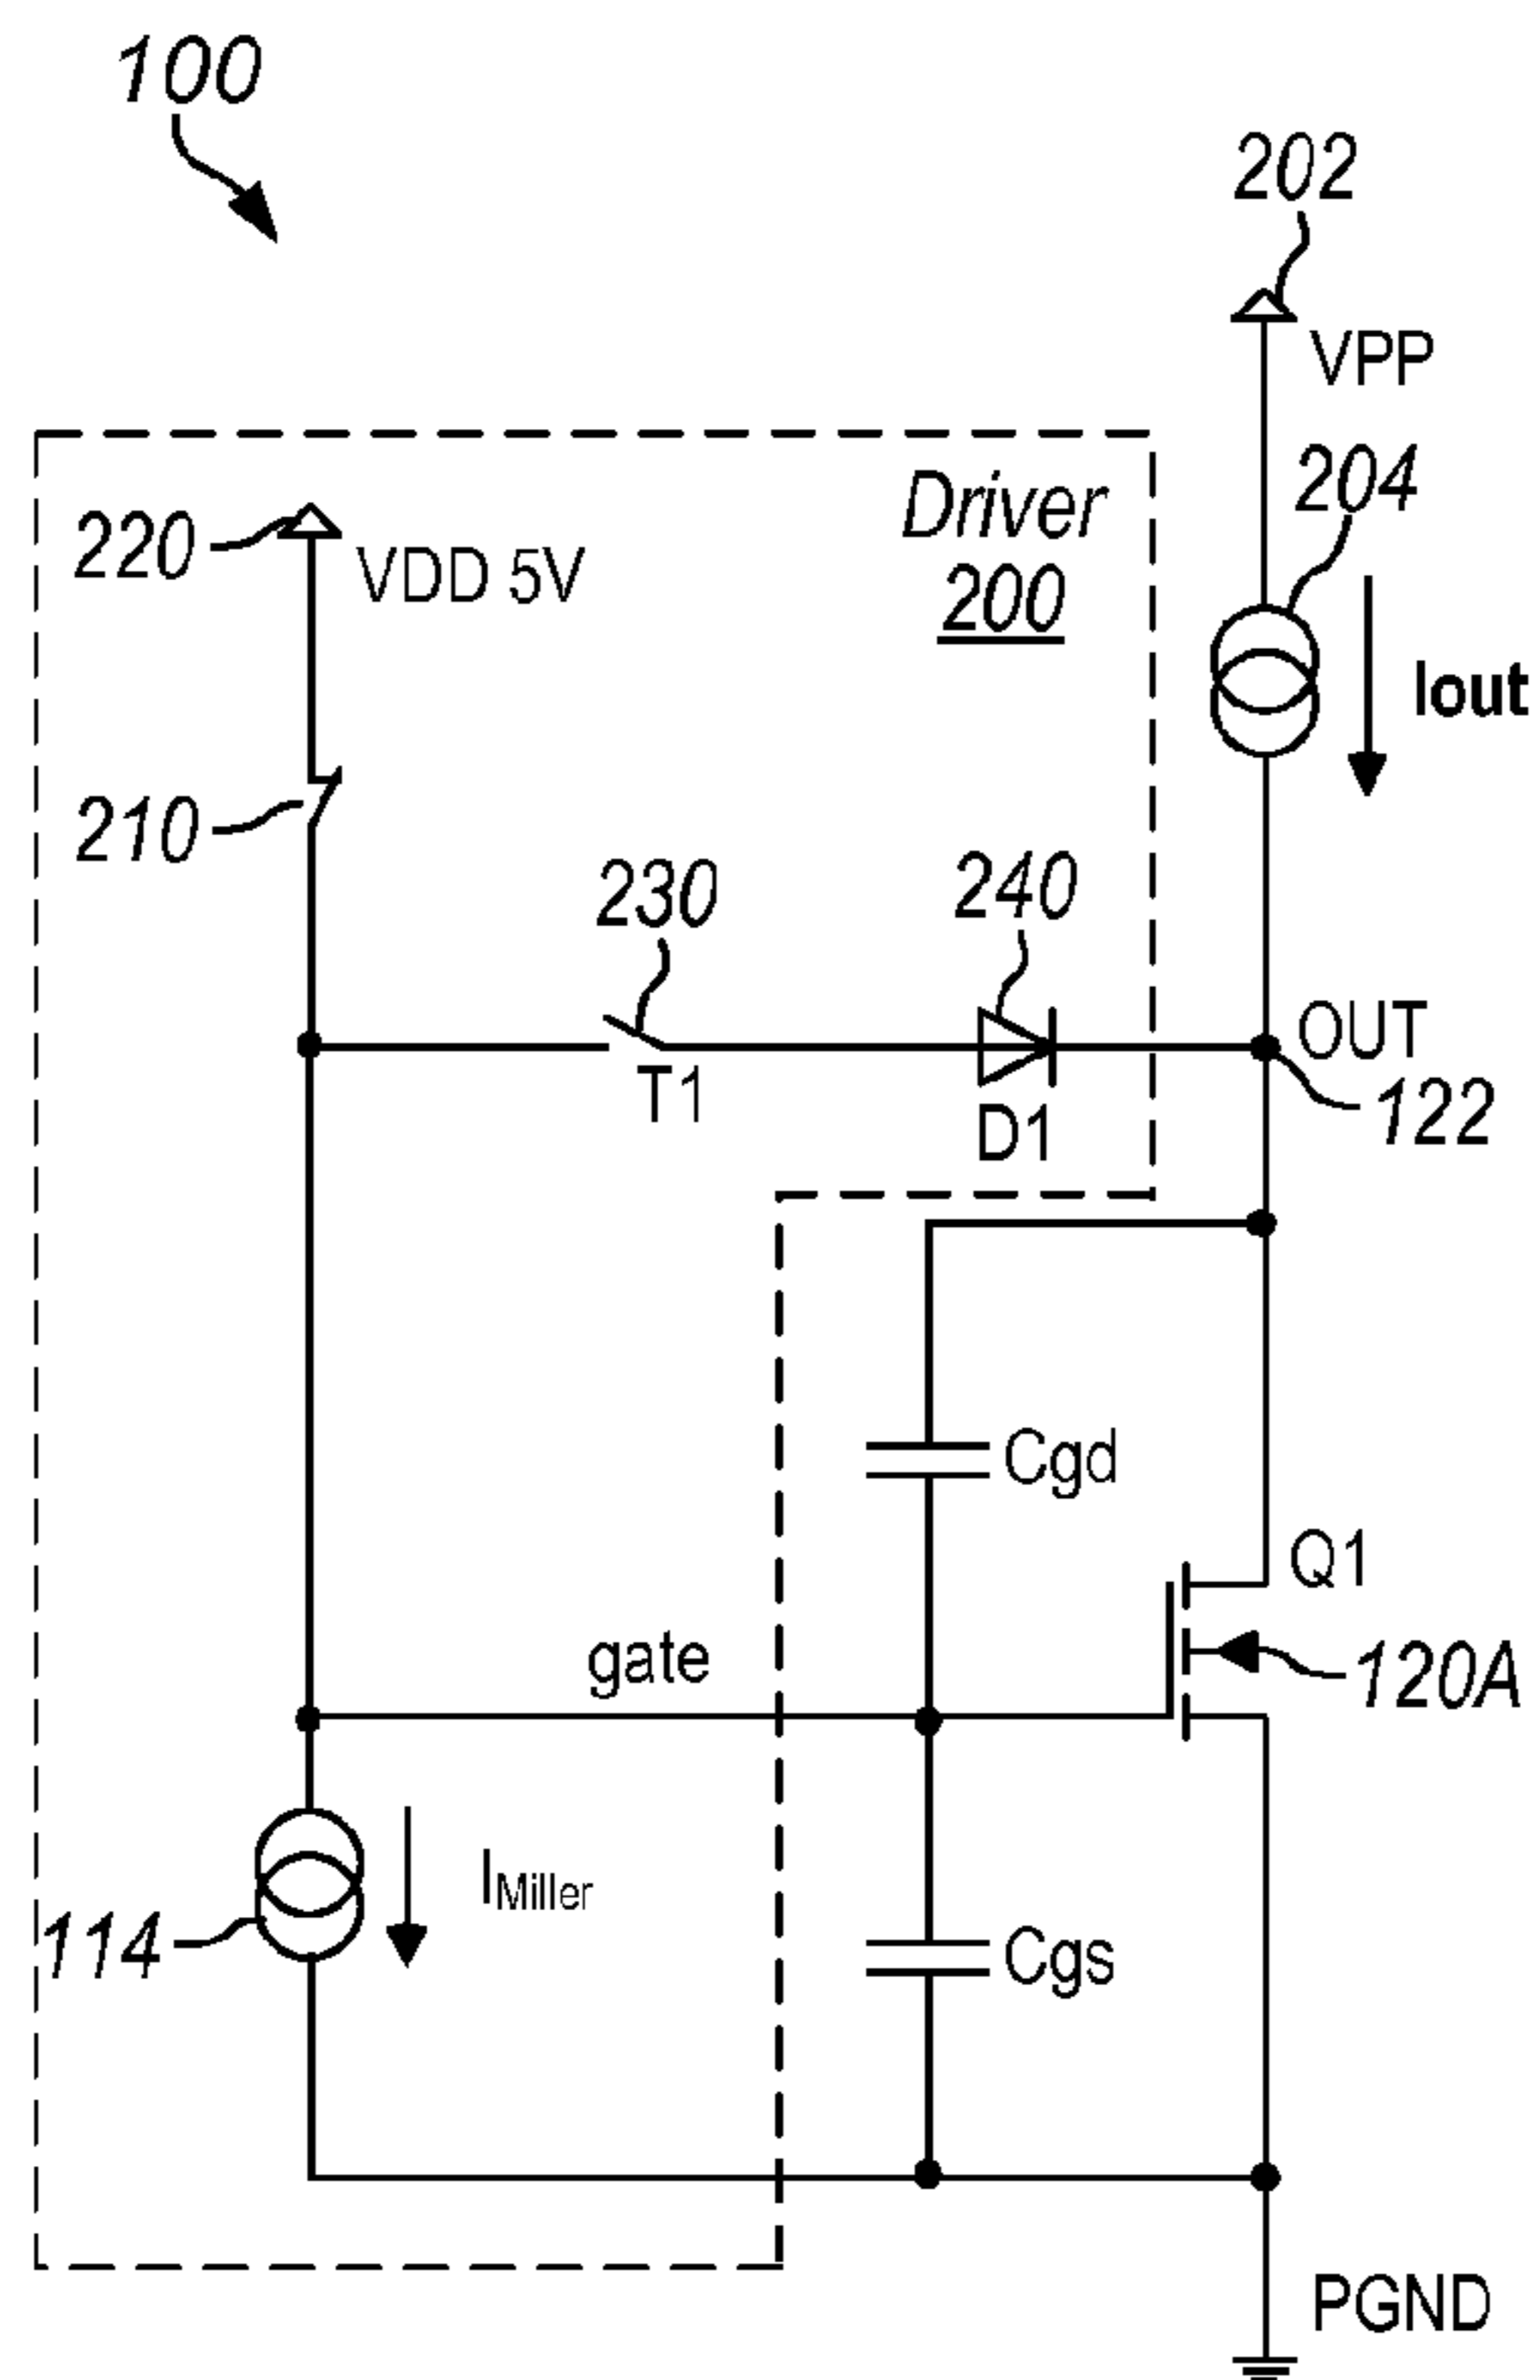 100
202
VPP
204
Driver
200
220
VDD 5V
Iout
210
230
240
OUT
T1
122
D1
Cgd
Q1
gate
120A
IMiller
114
Cgs
PGND